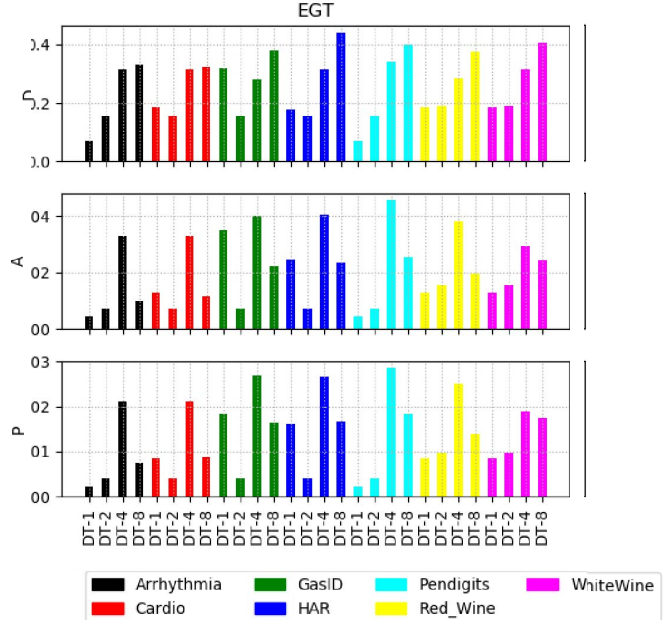 EGT
0.4
0.2
0.0
D
04
02
00
A
03
02
01
00
P
DT-1 DT-2 DT-4 DT-8 DT-1 DT-2 DT-4 DT-8 DT-1 DT-2 DT-4 DT-8 DT-1 DT-2 DT-4 DT-8 DT-1 DT-2 DT-4 DT-8 DT-1 DT-2 DT-4 DT-8 DT-1 DT-2 DT-4 DT-8
Arrhythmia GasID Pendigits WhiteWine
Cardio HAR Red_Wine